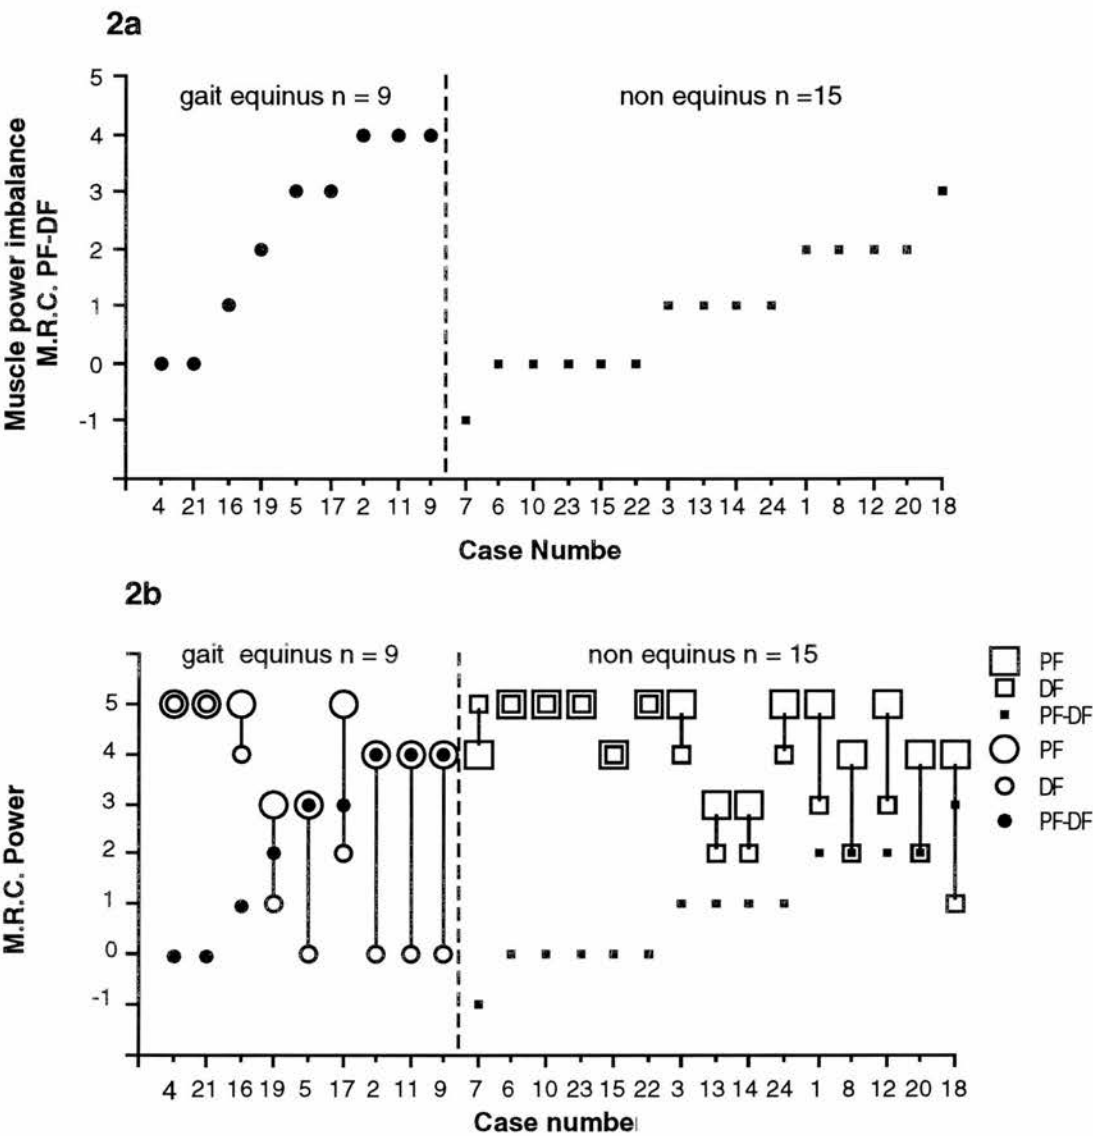 2a
Muscle power imbalance
M.R.C. PF-DF
5
4
3
2
1
0
-1
gait equinus n = 9
non equinus n =15
4 21 16 19 5 17 2 11 9 7 6 10 23 15 22 3 13 14 24 1 8 12 20 18
Case Numbe
2b
M.R.C. Power
5
4
3
2
1
0
-1
gait equinus n = 9
non equinus n = 15
PF
DF
PF-DF
PF
DF
PF-DF
4 21 16 19 5 17 2 11 9 7 6 10 23 15 22 3 13 14 24 1 8 12 20 18
Case numbe